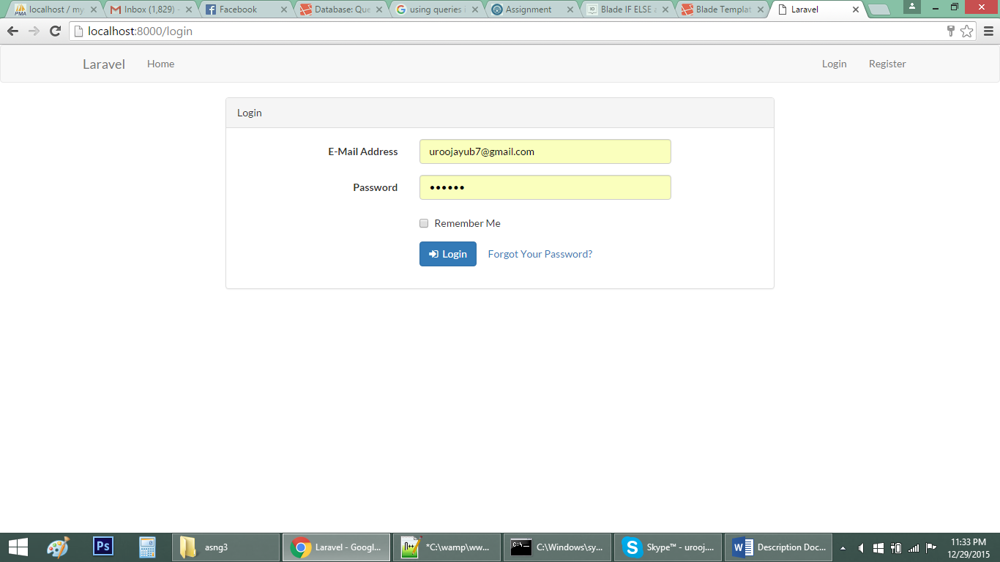 localhost / my
Inbox (1,829) -
Facebook
Database: Que
using queries i
Assignment
Blade IF ELSE a
Blade Templat
Laravel
localhost:8000/login
Laravel
Home
Login
Register
Login
E-Mail Address
uroojayub7@gmail.com
Password
••••••
Remember Me
Login
Forgot Your Password?
Ps
asng3
Laravel - Googl...
*C:\wamp\ww...
C:\Windows\sy...
Skype™ - urooj....
Description Doc...
11:33 PM
12/29/2015